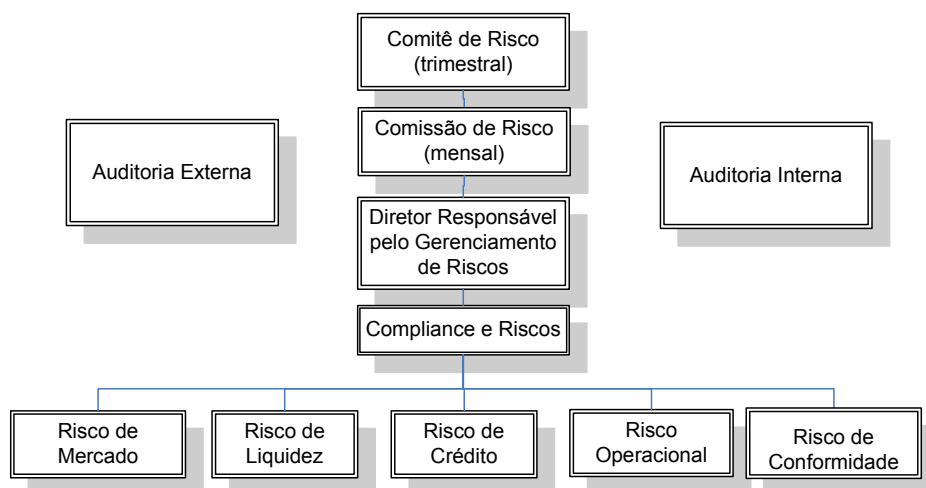 Comitê de Risco
(trimestral)
Comissão de Risco
(mensal)
Auditoria Externa
Auditoria Interna
Diretor Responsável
pelo Gerenciamento
de Riscos
Compliance e Riscos
Risco de
Mercado
Risco de
Liquidez
Risco de
Crédito
Risco
Operacional
Risco de
Conformidade